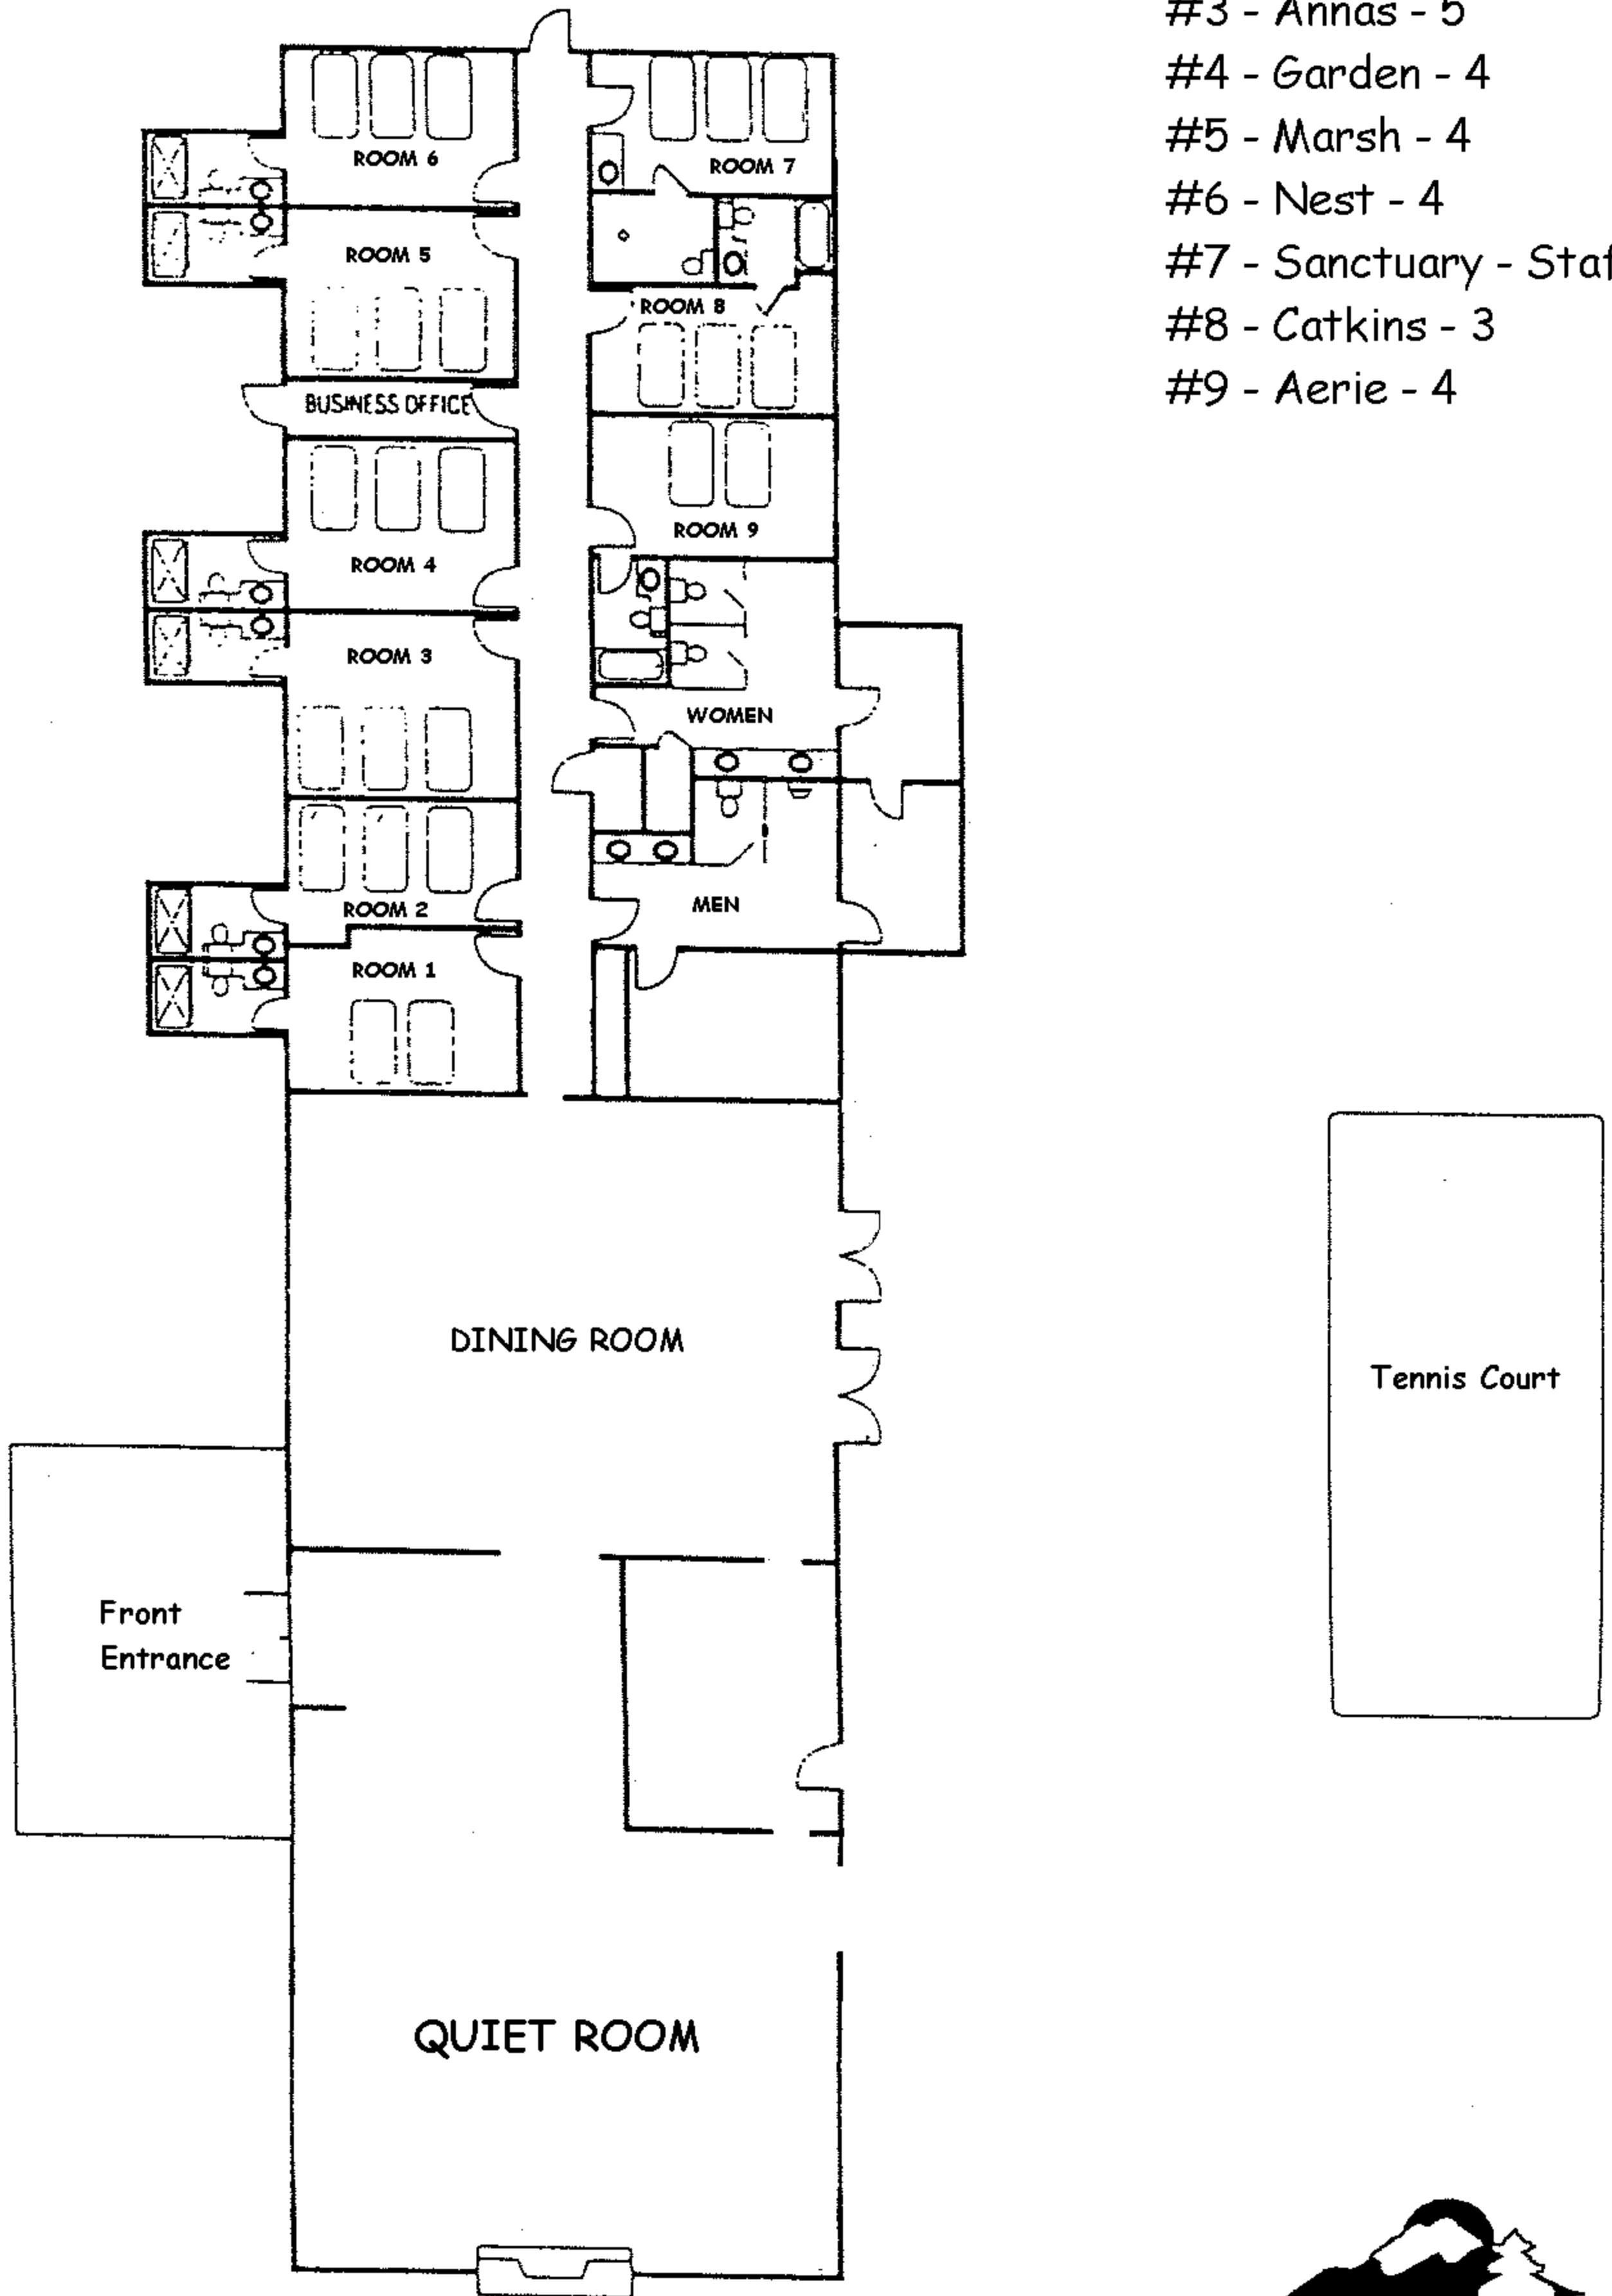 #3 - Annas - 5
#4 - Garden - 4
#5 - Marsh - 4
#6 - Nest - 4
#7 - Sanctuary -
#8 - Catkins - 3
#9 - Aerie - 4
ROOM 6
ROOM 7
ROOM 5
ROOM 8
BUSINESS OFFICE
ROOM 9
ROOM 4
ROOM 3
WOMEN
ROOM 2
MEN
ROOM 1
DINING ROOM
Tennis Court
Front
Entrance
QUIET ROOM